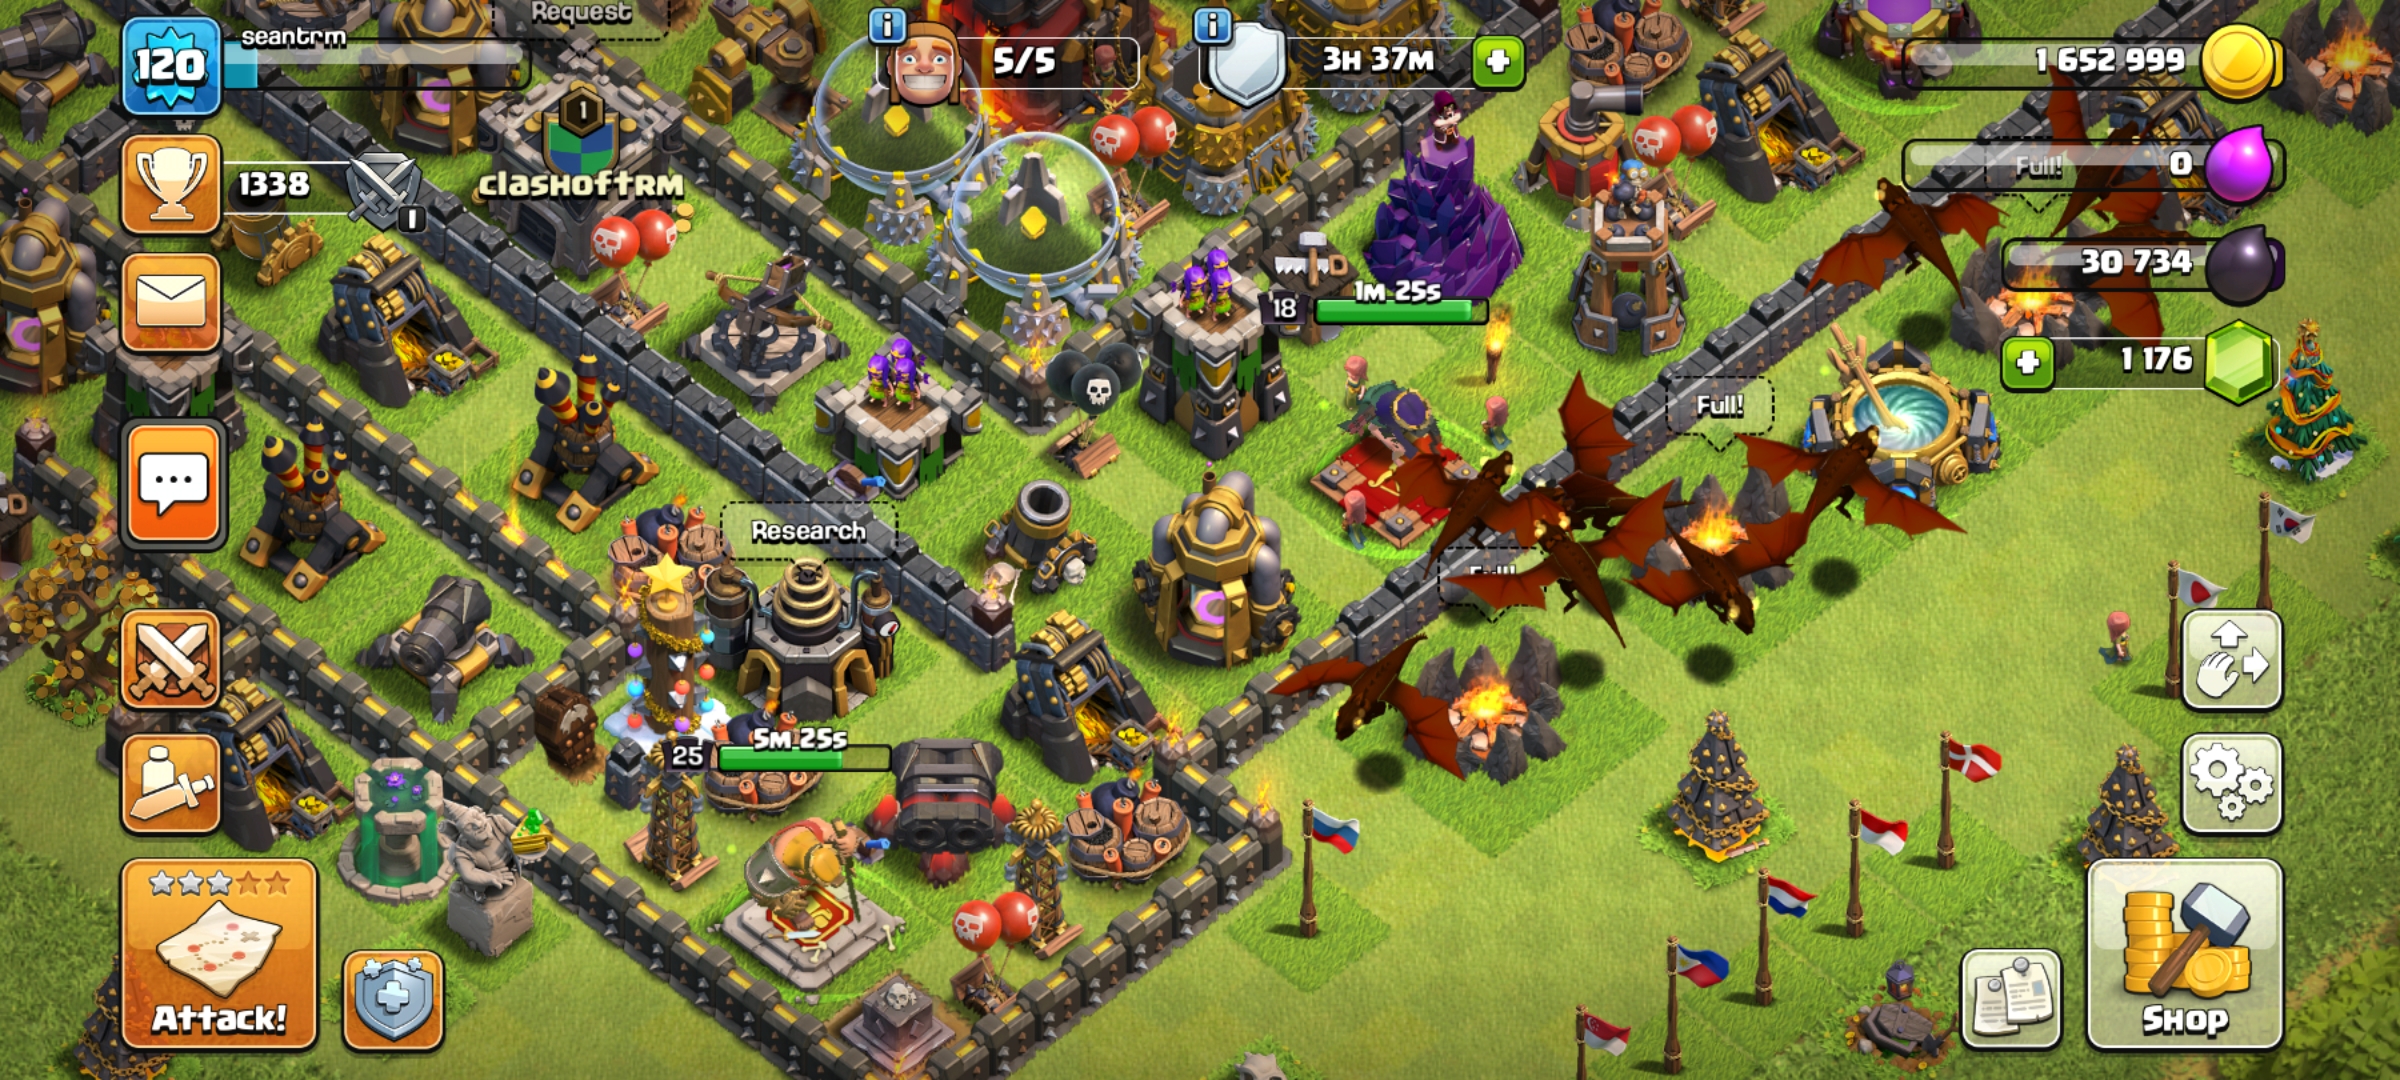 Request
120
seantrm
5/5
3H 37M
1 652 999
1338
I
1
clashoftrm
Full!
0
30 734
18
1M 25s
1 176
Full!
Research
Full!
25
5M 25s
Attack!
Shop